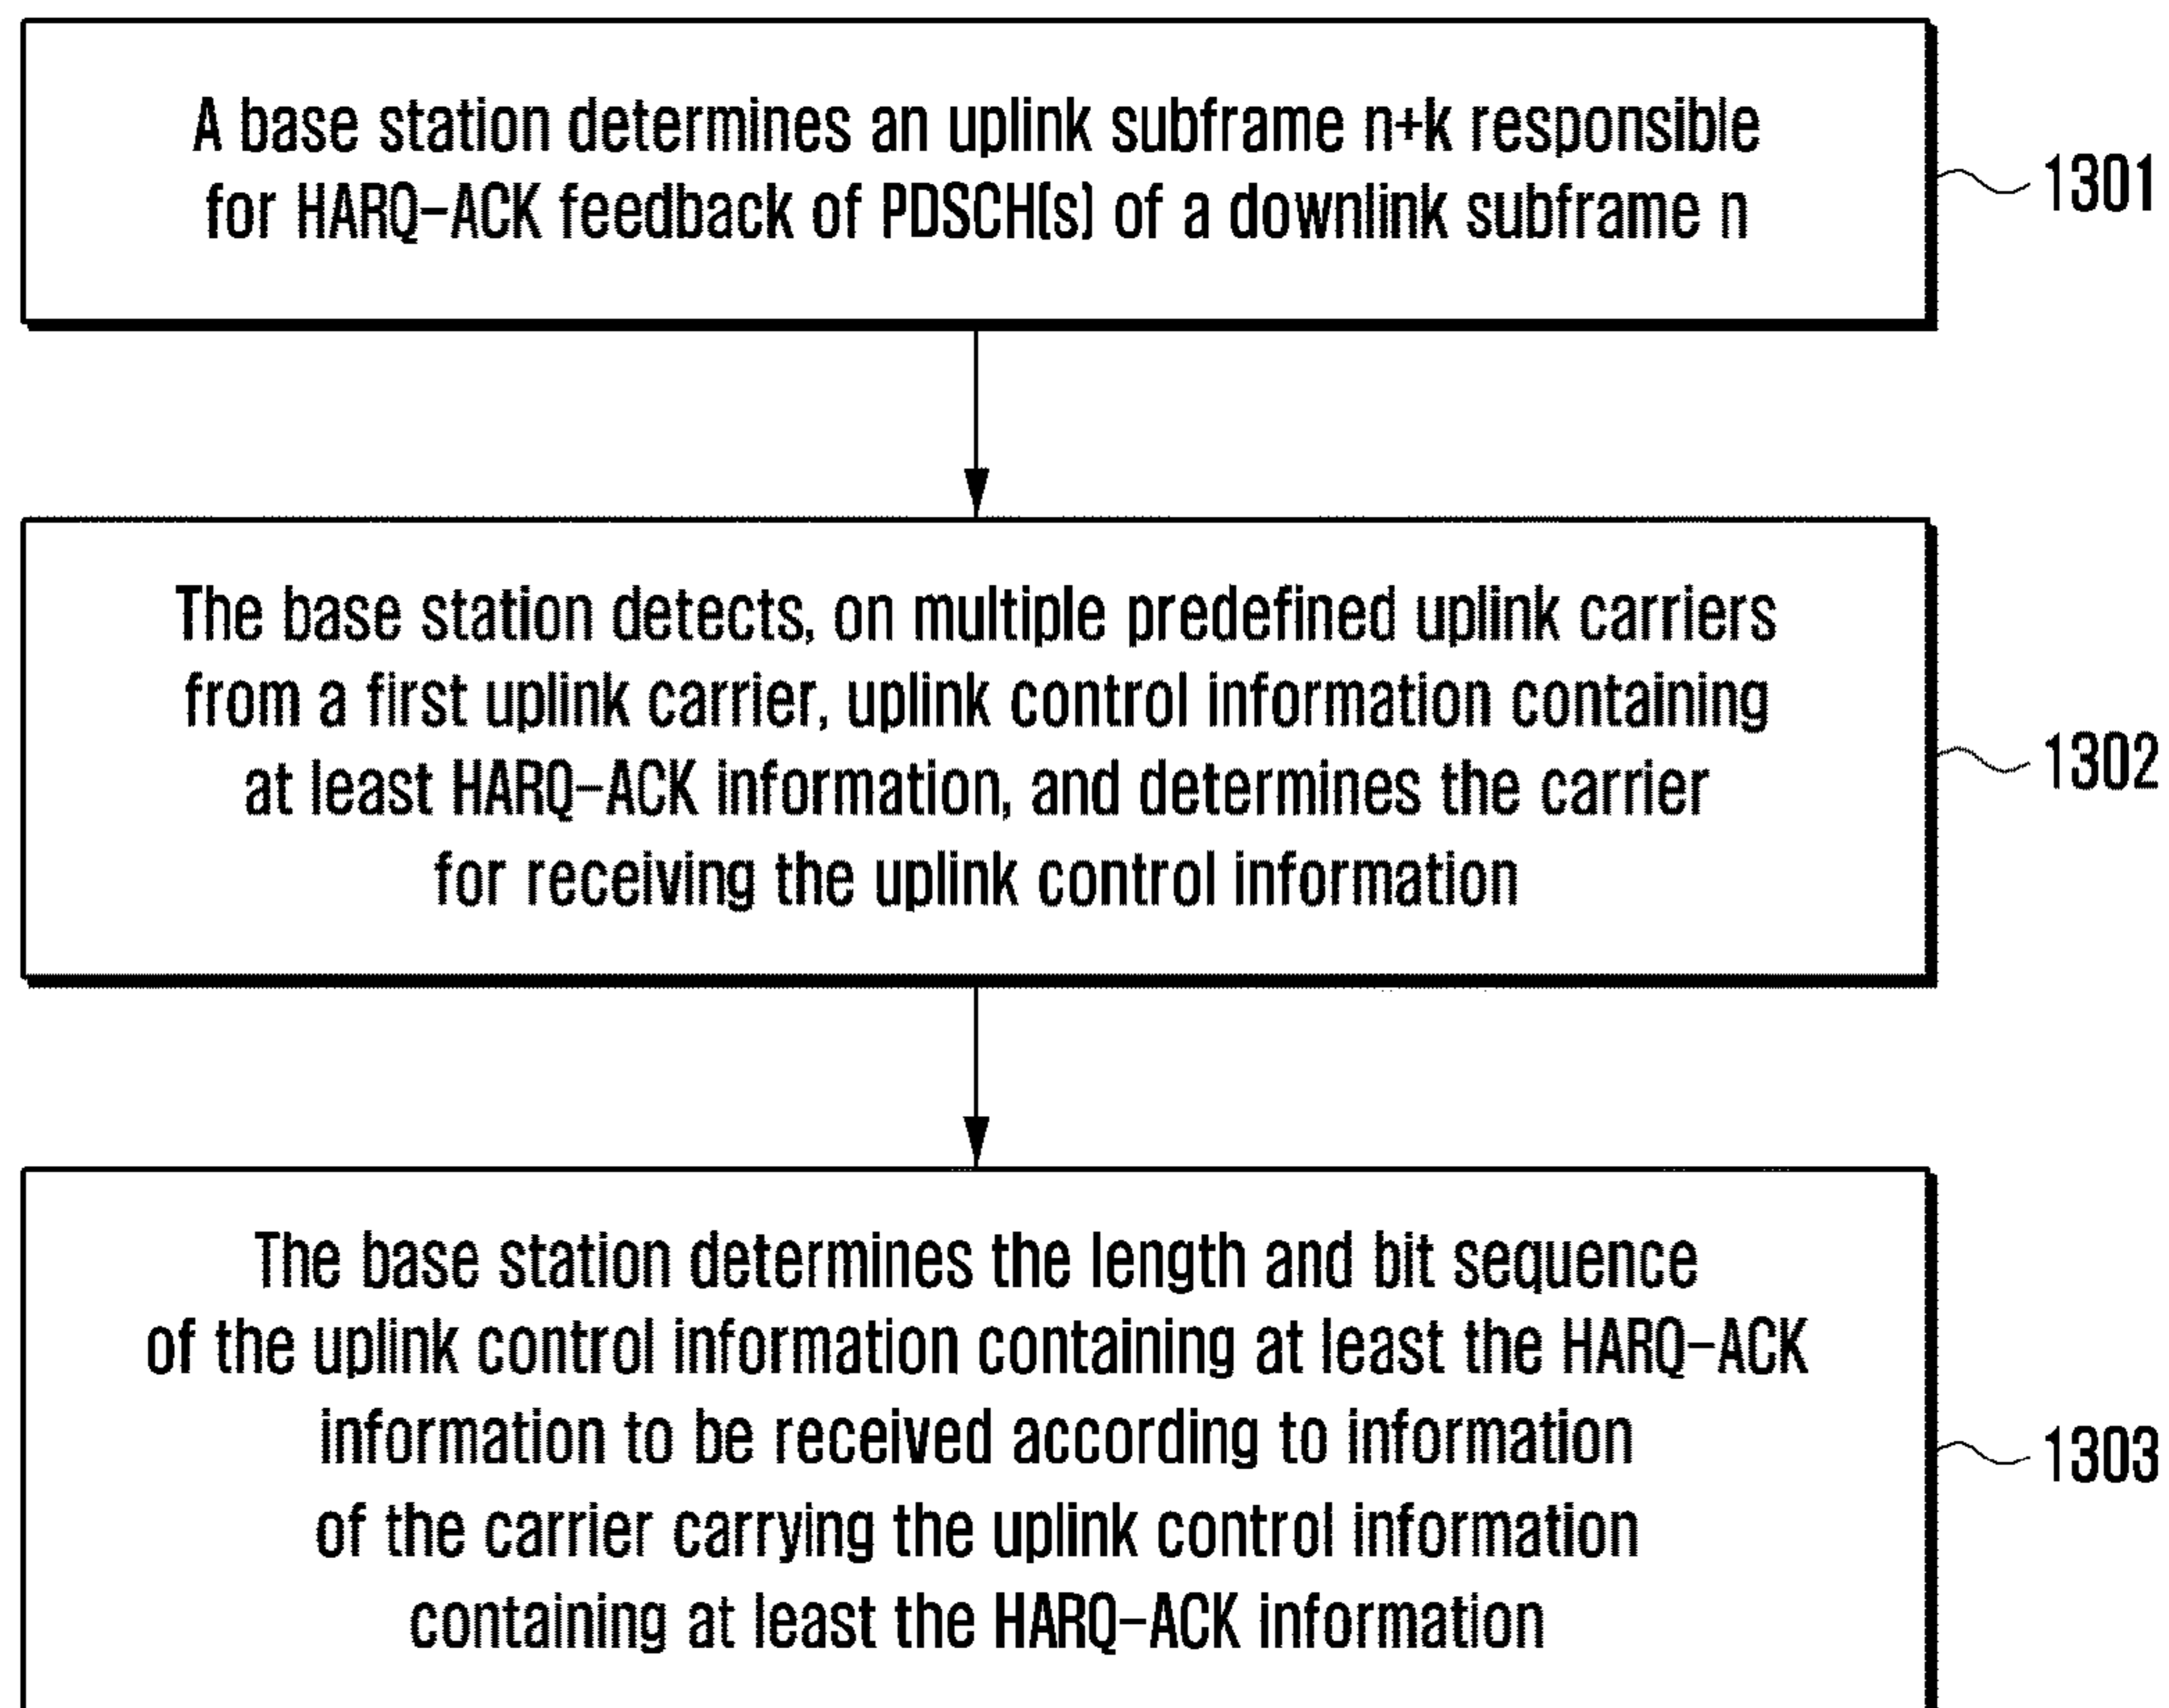 A base station determines an uplink subframe n+k responsible
for HARQ-ACK feedback of PDSCH(s) of a downlink subframe n
1301
The base station detects, on multiple predefined uplink carriers
from a first uplink carrier, uplink control information containing
at least HARQ-ACK information, and determines the carrier
for receiving the uplink control information
1302
The base station determines the length and bit sequence
of the uplink control information containing at least the HARQ-ACK
information to be received according to information
of the carrier carrying the uplink control information
containing at least the HARQ-ACK information
1303